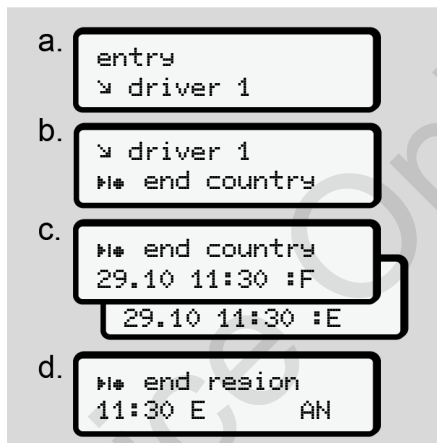 a.
entry
↘ driver 1
b.
↘ driver 1
end country
c.
end country
29.10 11:30 :F
29.10 11:30 :E
d.
end region
11:30 E AN